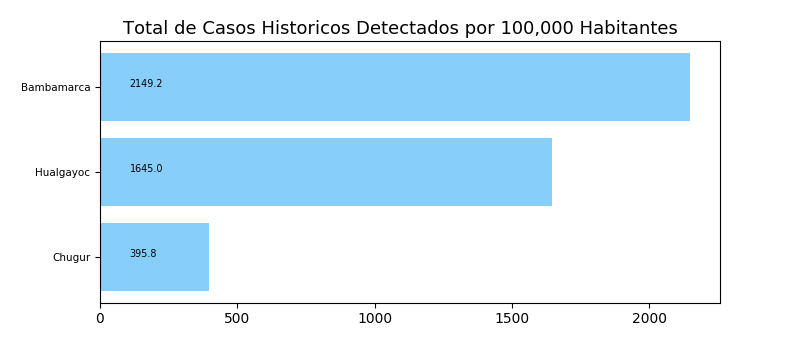 Total de Casos Historicos Detectados por 100,000 Habitantes
Bambamarca
2149.2
Hualgayoc
1645.0
Chugur
395.8
0 500 1000 1500 2000